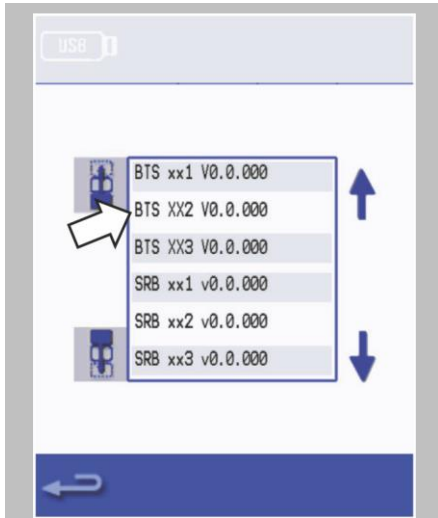 USB
BTS xx1 V0.0.000
BTS XX2 V0.0.000
BTS XX3 V0.0.000
SRB xx1 v0.0.000
SRB xx2 v0.0.000
SRB xx3 v0.0.000